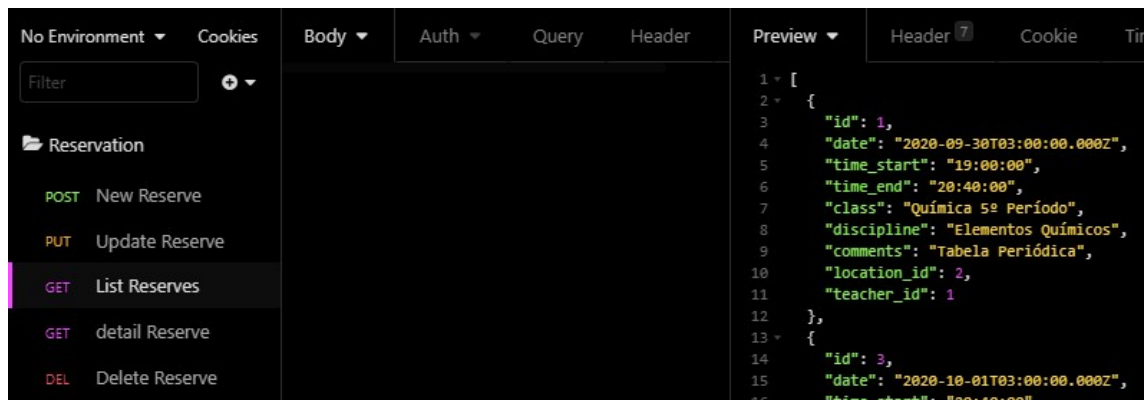 No Environment Cookies
Filter
Reservation
POST New Reserve
PUT Update Reserve
GET List Reserves
GET detail Reserve
DEL Delete Reserve
Body Auth Query Header
Preview Header 7 Cookie
1 [
2 {
3 "id": 1,
4 "date": "2020-09-30T03:00:00.000Z",
5 "time_start": "19:00:00",
6 "time_end": "20:40:00",
7 "class": "Química 5º Período",
8 "discipline": "Elementos Químicos",
9 "comments": "Tabela Periódica",
10 "location_id": 2,
11 "teacher_id": 1
12 },
13 {
14 "id": 3,
15 "date": "2020-10-01T03:00:00.000Z",